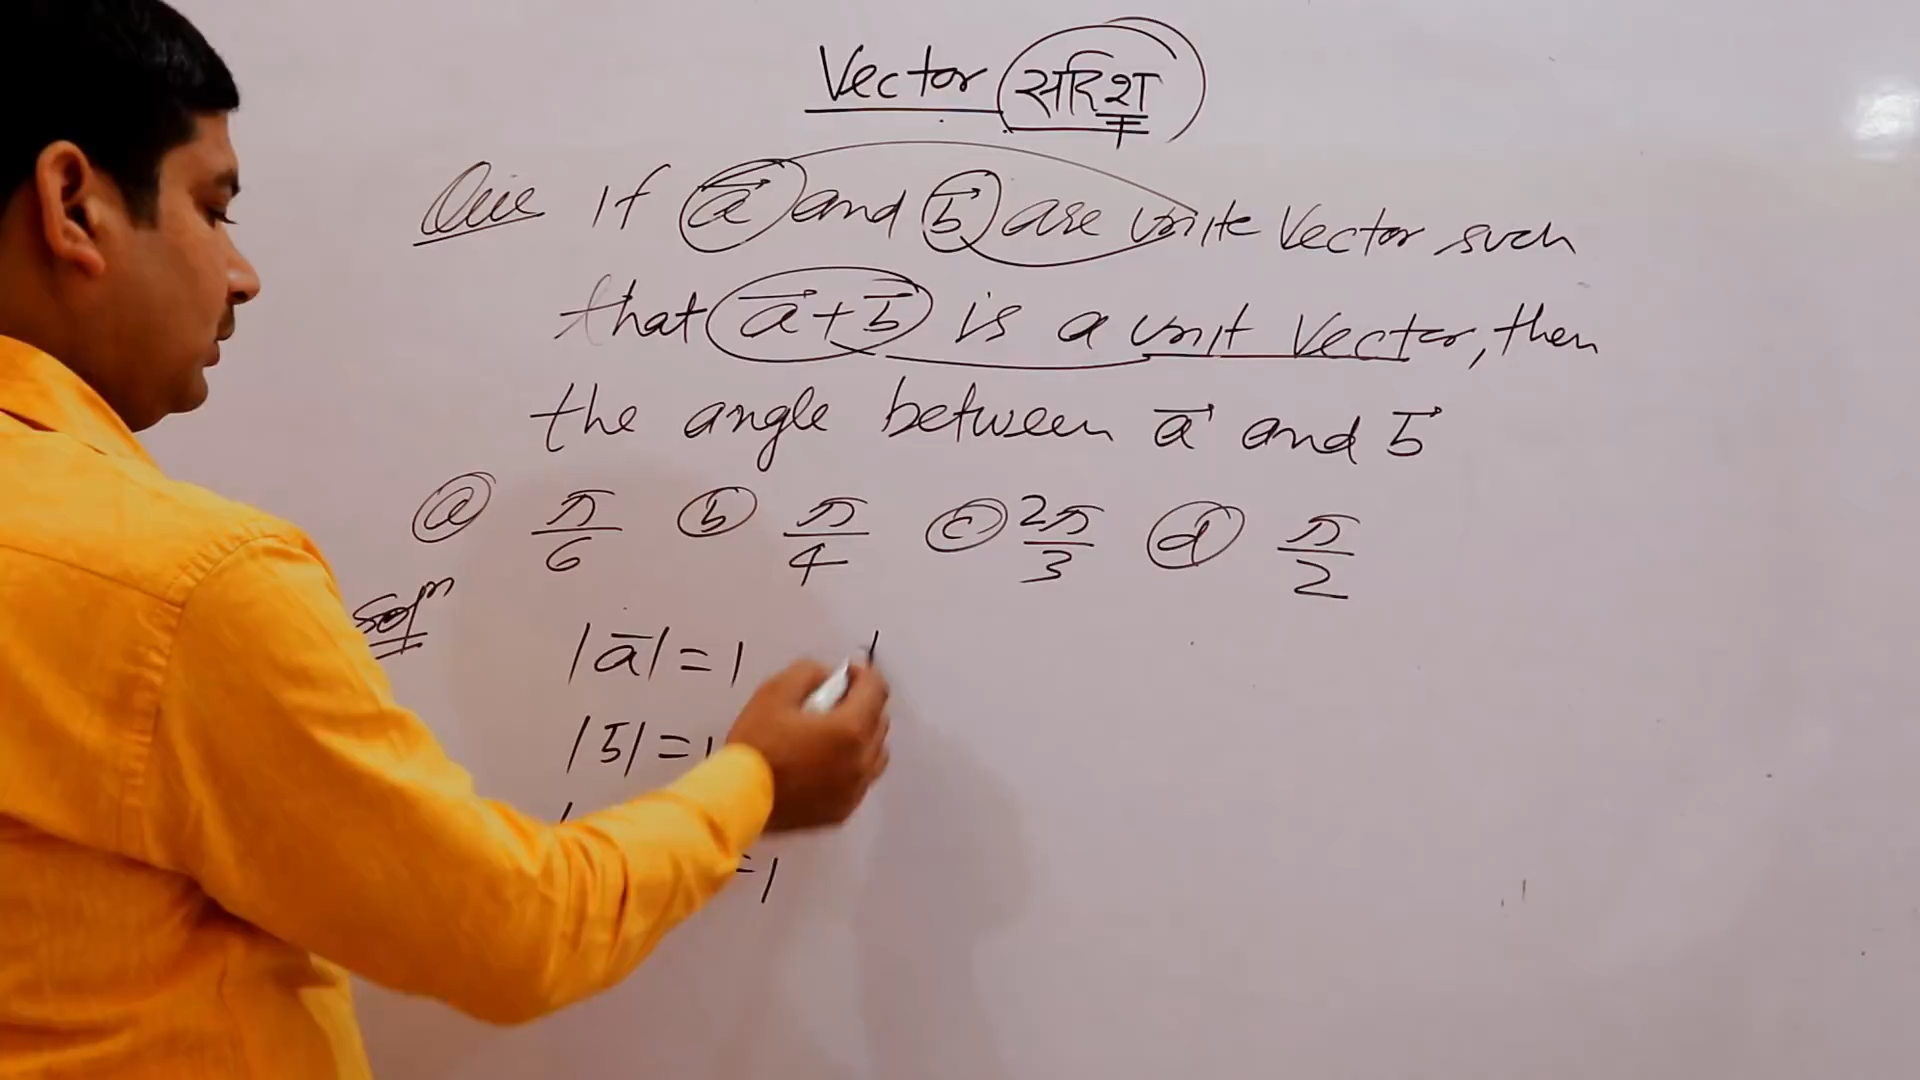 Vector सदिश
Que If a⃗ and b⃗ are unite Vector such
that a⃗+b⃗ is a unit Vector, then
the angle between a⃗ and b⃗
ⓐ π/6 ⓑ π/4 ⓒ 2π/3 ⓓ π/2
Solⁿ
|a̅| = 1 |
|b̅| = 1
|
= 1